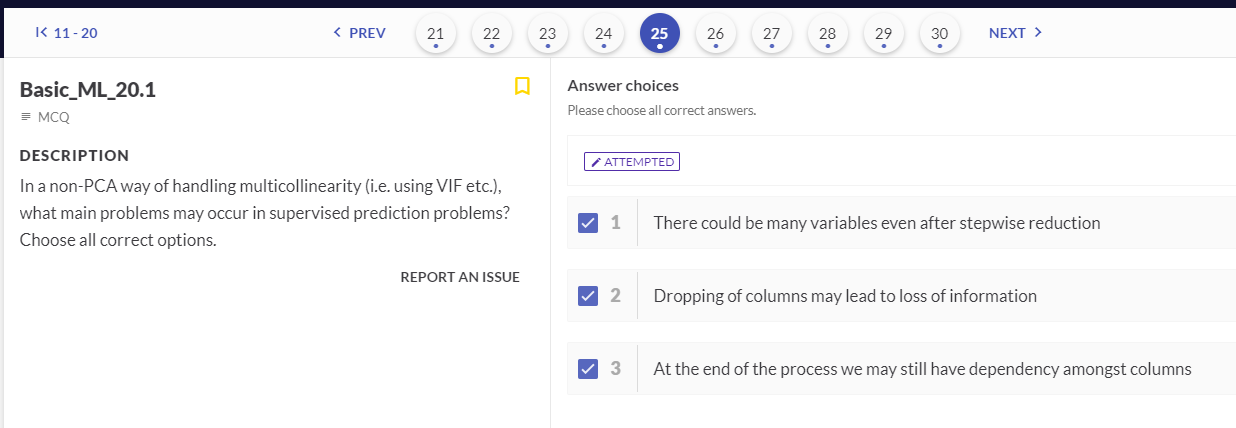 11 - 20 PREV 21 22 23 24 25 26 27 28 29 30 NEXT
Basic_ML_20.1
MCQ
DESCRIPTION
In a non-PCA way of handling multicollinearity (i.e. using VIF etc.),
what main problems may occur in supervised prediction problems?
Choose all correct options.
REPORT AN ISSUE
Answer choices
Please choose all correct answers.
ATTEMPTED
1 There could be many variables even after stepwise reduction
2 Dropping of columns may lead to loss of information
3 At the end of the process we may still have dependency amongst columns